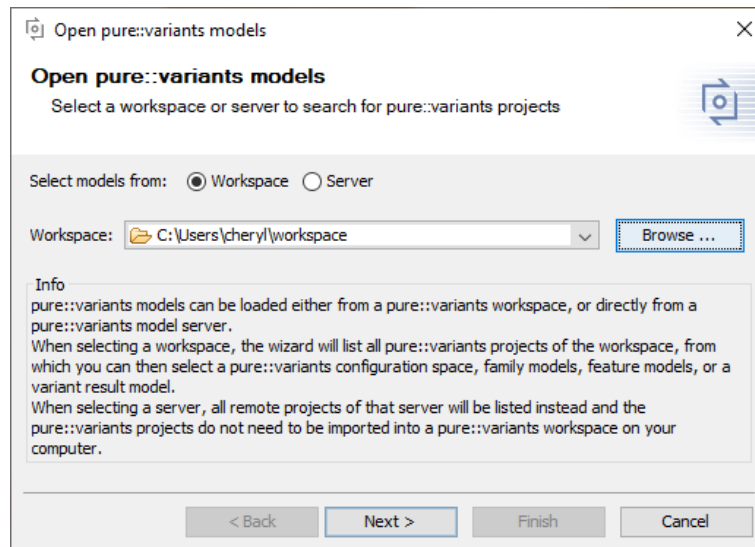 Open pure::variants models
Open pure::variants models
Select a workspace or server to search for pure::variants projects
Select models from: Workspace Server
Workspace: C:\Users\cheryl\workspace Browse ...
Info
pure::variants models can be loaded either from a pure::variants workspace, or directly from a
pure::variants model server.
When selecting a workspace, the wizard will list all pure::variants projects of the workspace, from
which you can then select a pure::variants configuration space, family models, feature models, or a
variant result model.
When selecting a server, all remote projects of that server will be listed instead and the
pure::variants projects do not need to be imported into a pure::variants workspace on your
computer.
< Back Next > Finish Cancel